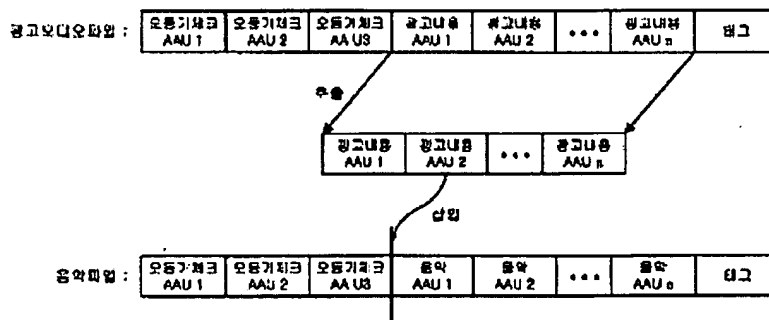 광고오디오파일 :
오동기체크 오동기체크 오동기체크 광고내용 광고내용 ••• 광고내용 태그
AAU 1 AAU 2 AA U3 AAU 1 AAU 2 AAU n
추출
광고내용 광고내용 ••• 광고내용
AAU 1 AAU 2 AAU n
삽입
음악파일 :
오동기체크 오동기체크 오동기체크 음악 음악 ••• 음악 태그
AAU 1 AAU 2 AA U3 AAU 1 AAU 2 AAU n